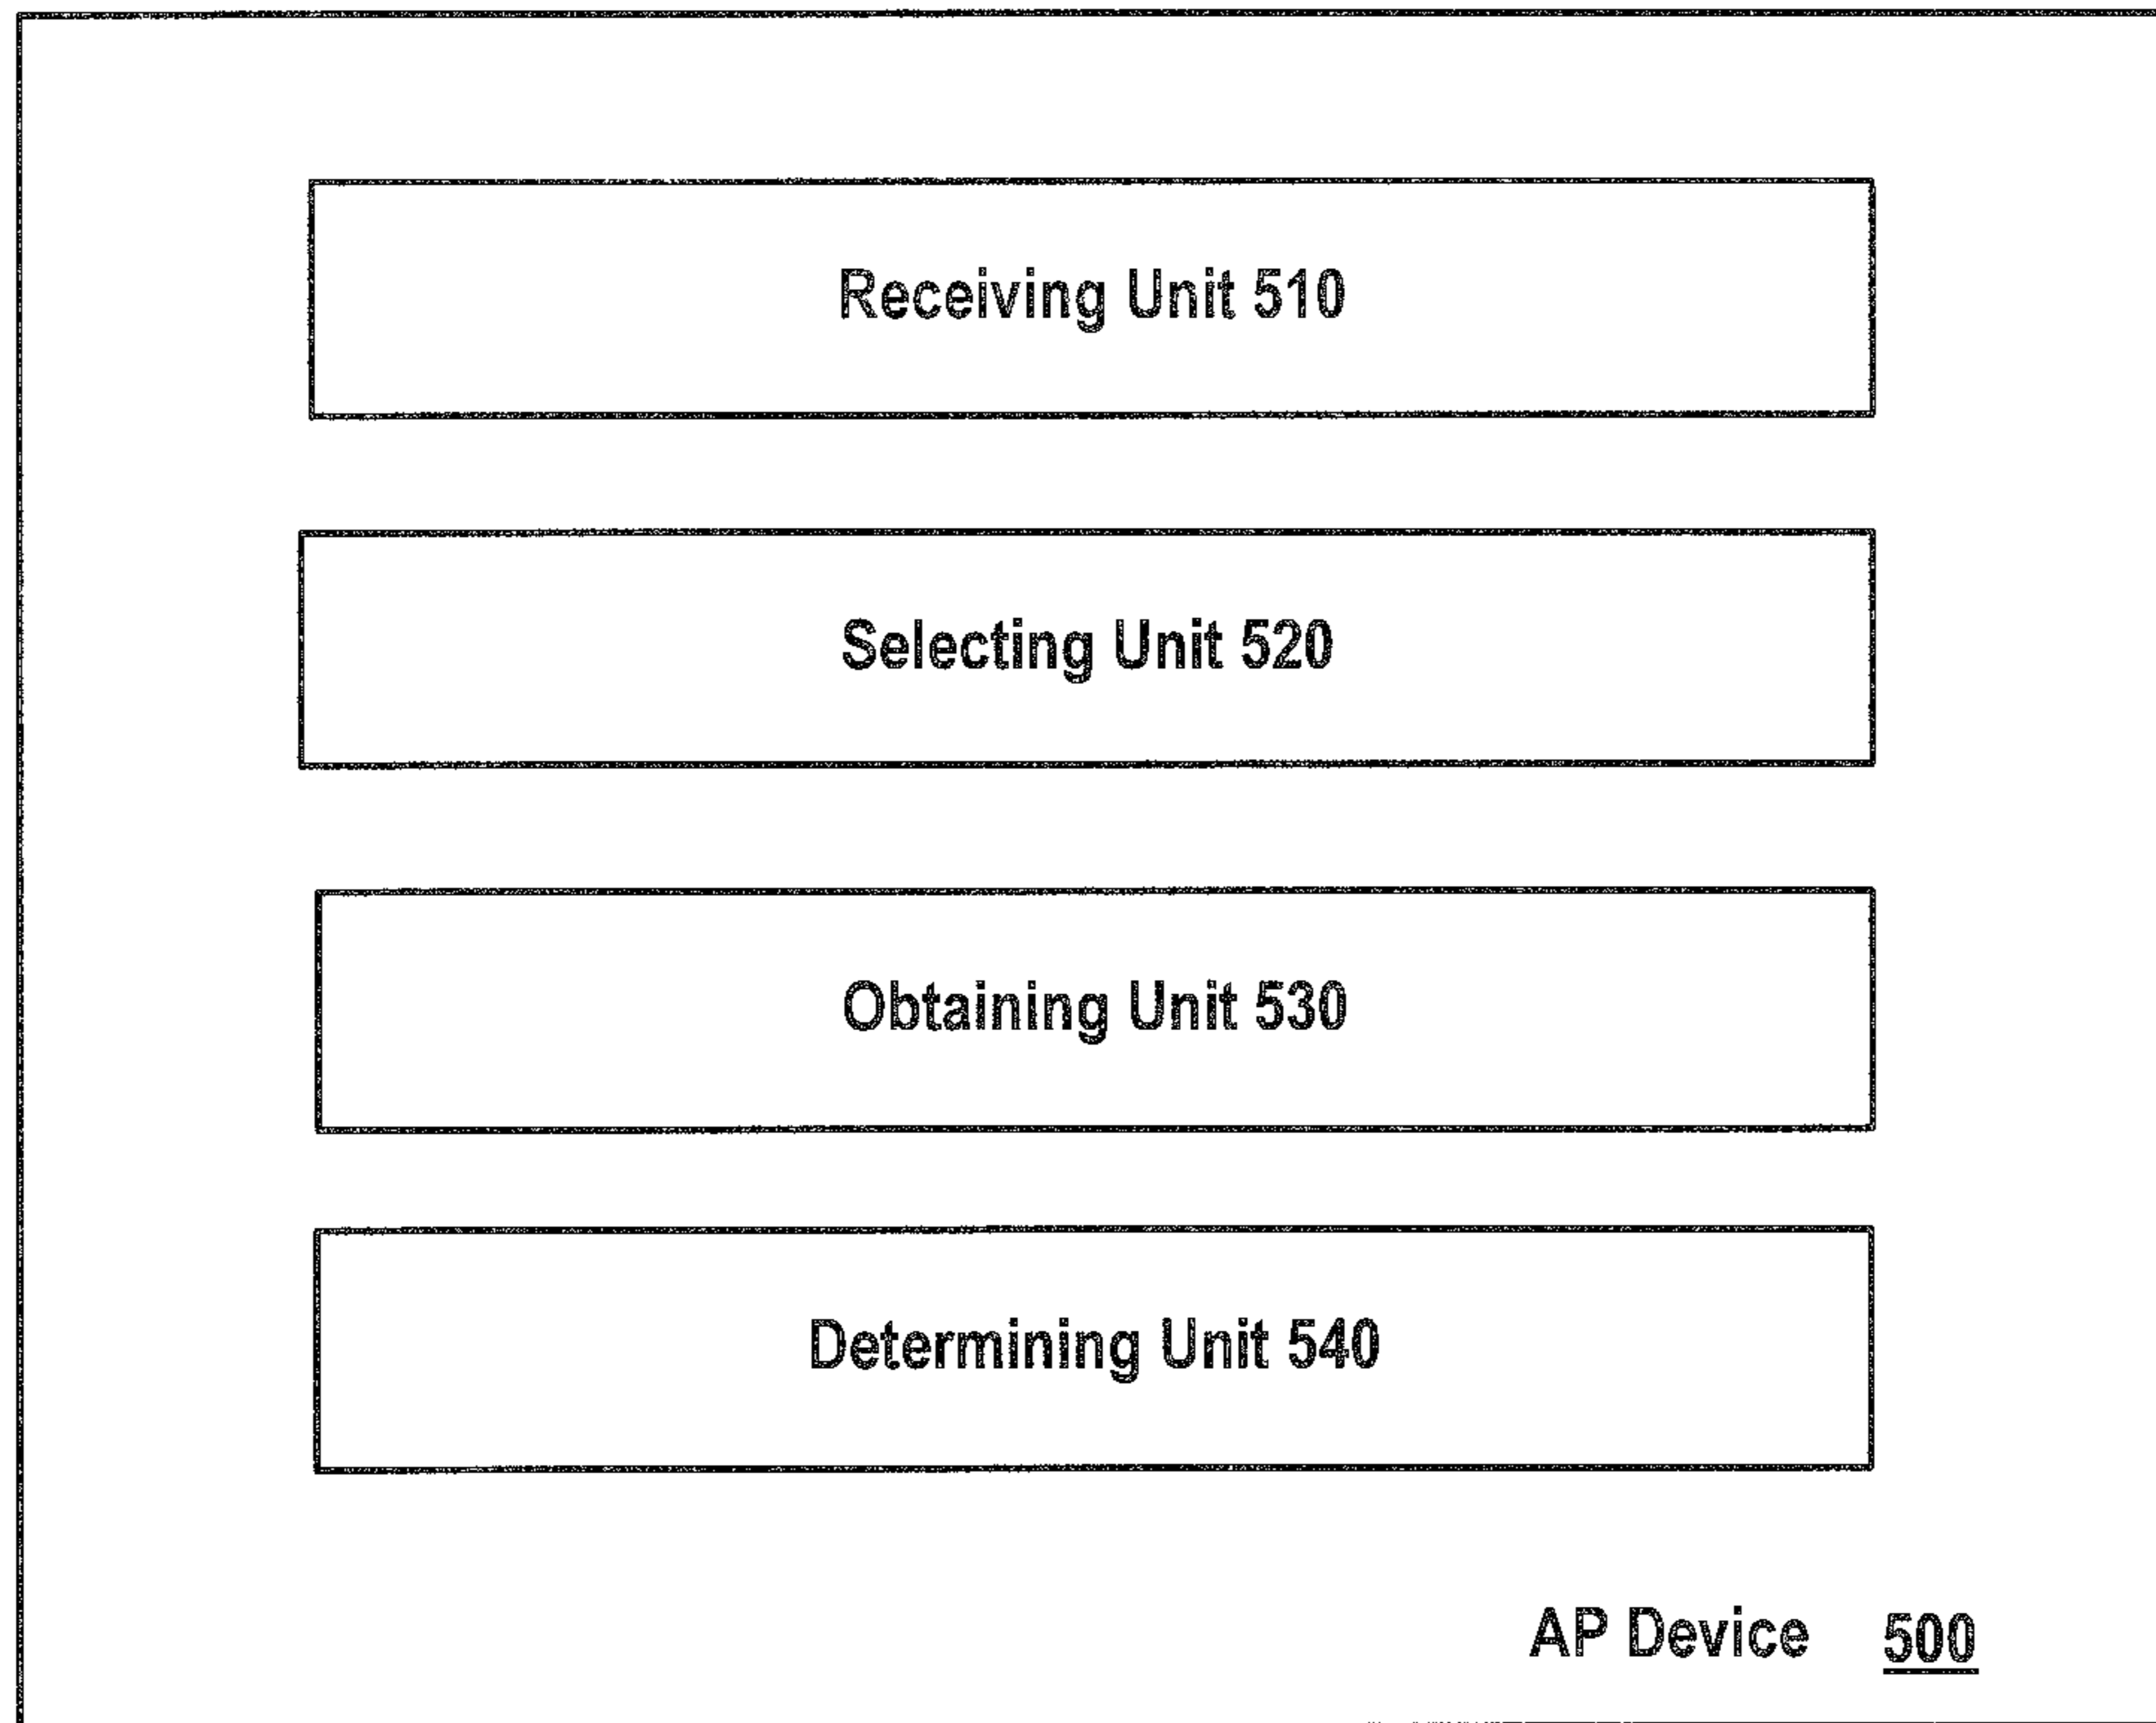 Receiving Unit 510
Selecting Unit 520
Obtaining Unit 530
Determining Unit 540
AP Device 500